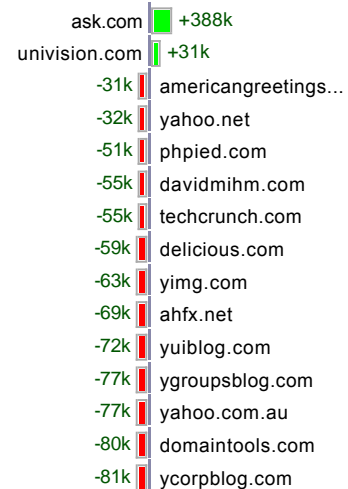 ask.com +388k
univision.com +31k
-31k americangreetings...
-32k yahoo.net
-51k phpied.com
-55k davidmihm.com
-55k techcrunch.com
-59k delicious.com
-63k yimg.com
-69k ahfx.net
-72k yuiblog.com
-77k ygroupsblog.com
-77k yahoo.com.au
-80k domaintools.com
-81k ycorpblog.com